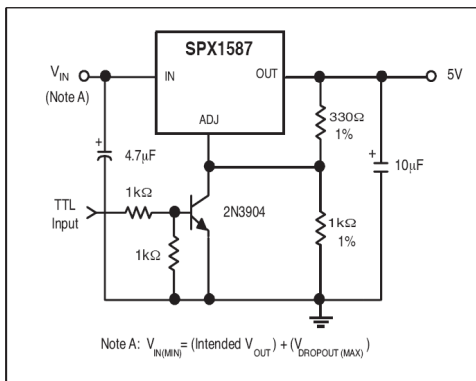 SPX1587
V_IN
IN
OUT
5V
(Note A)
ADJ
330Ω
1%
+
4.7μF
+
10μF
1kΩ
2N3904
TTL
Input
1kΩ
1%
1kΩ
Note A: V_IN(MIN) = (Intended V_OUT) + (V_DROPOUT (MAX))